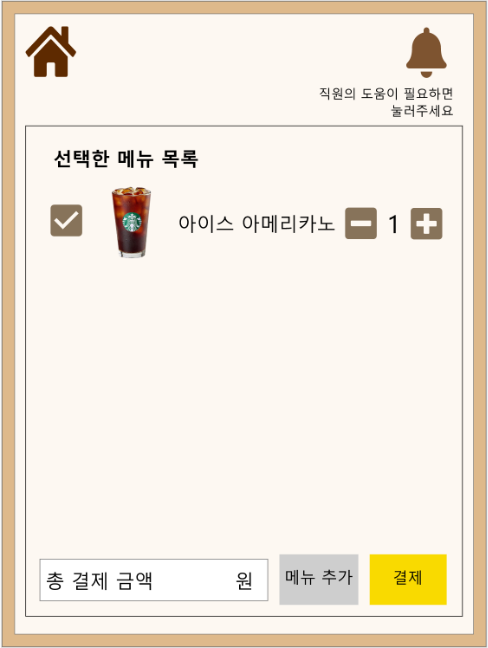 직원의 도움이 필요하면
눌러주세요
선택한 메뉴 목록
아이스 아메리카노 1
총 결제 금액 원
메뉴 추가
결제